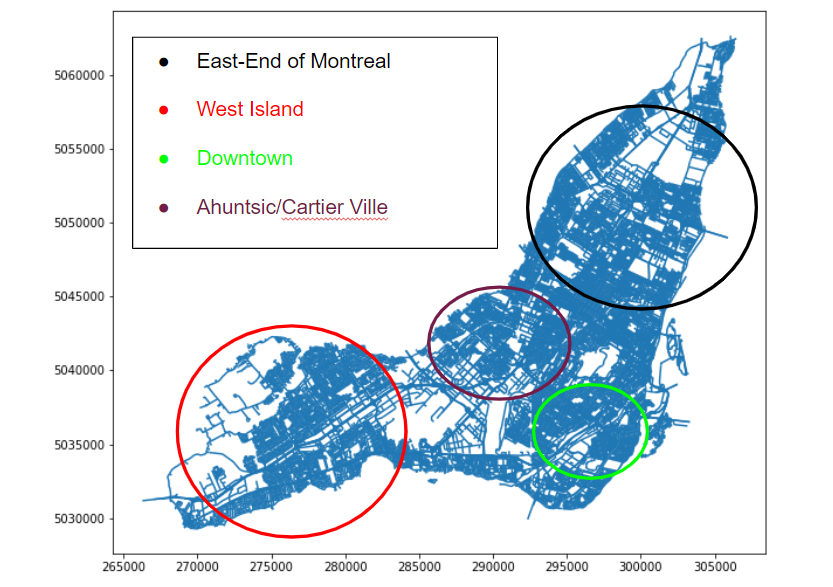 ● East-End of Montreal
● West Island
● Downtown
● Ahuntsic/Cartier Ville
5060000
5055000
5050000
5045000
5040000
5035000
5030000
265000 270000 275000 280000 285000 290000 295000 300000 305000